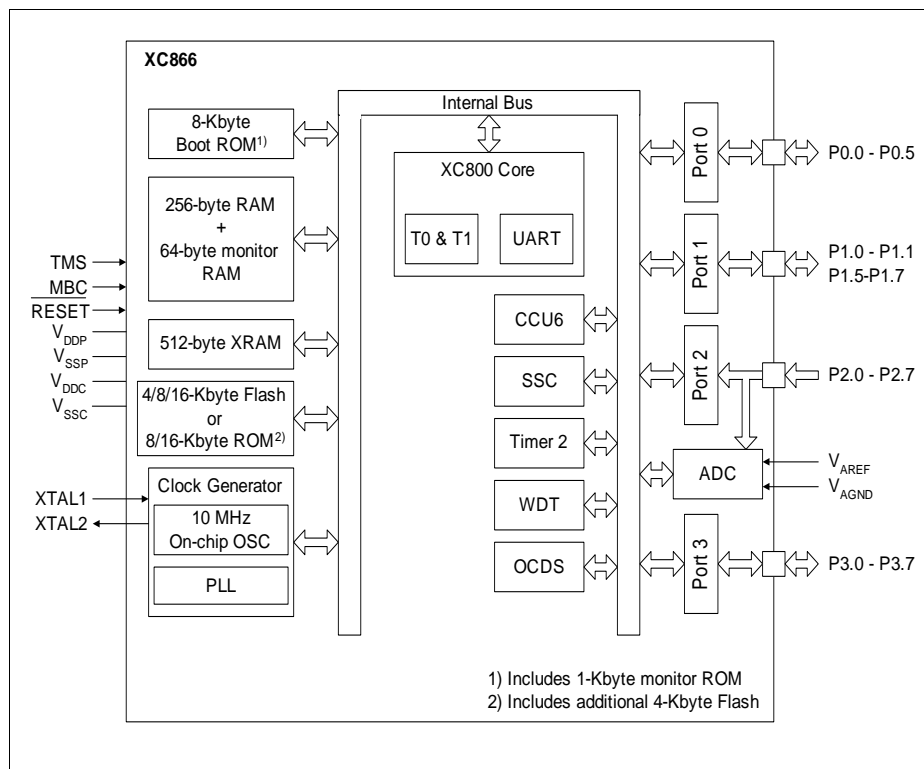 XC866
Internal Bus
8-Kbyte
Boot ROM1)
256-byte RAM
+
64-byte monitor
RAM
512-byte XRAM
4/8/16-Kbyte Flash
or
8/16-Kbyte ROM2)
Clock Generator
10 MHz
On-chip OSC
PLL
TMS
MBC
RESET
VDDP
VSSP
VDDC
VSSC
XTAL1
XTAL2
XC800 Core
T0 & T1
UART
CCU6
SSC
Timer 2
WDT
OCDS
Port 0
Port 1
Port 2
ADC
Port 3
P0.0 - P0.5
P1.0 - P1.1
P1.5-P1.7
P2.0 - P2.7
VAREF
VAGND
P3.0 - P3.7
1) Includes 1-Kbyte monitor ROM
2) Includes additional 4-Kbyte Flash